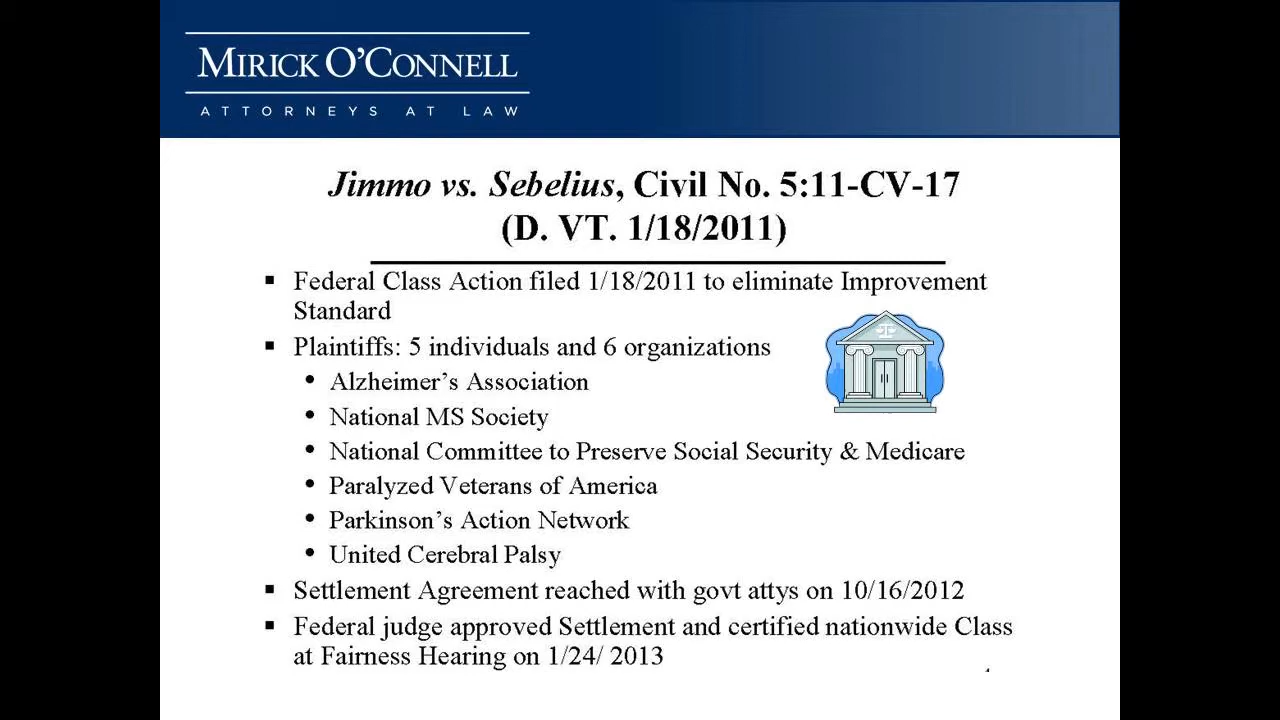 MIRICK O'CONNELL
ATTORNEYS AT LAW
Jimmo vs. Sebelius, Civil No. 5:11-CV-17
(D. VT. 1/18/2011)
▪ Federal Class Action filed 1/18/2011 to eliminate Improvement
Standard
▪ Plaintiffs: 5 individuals and 6 organizations
• Alzheimer's Association
• National MS Society
• National Committee to Preserve Social Security & Medicare
• Paralyzed Veterans of America
• Parkinson's Action Network
• United Cerebral Palsy
▪ Settlement Agreement reached with govt attys on 10/16/2012
▪ Federal judge approved Settlement and certified nationwide Class
at Fairness Hearing on 1/24/ 2013